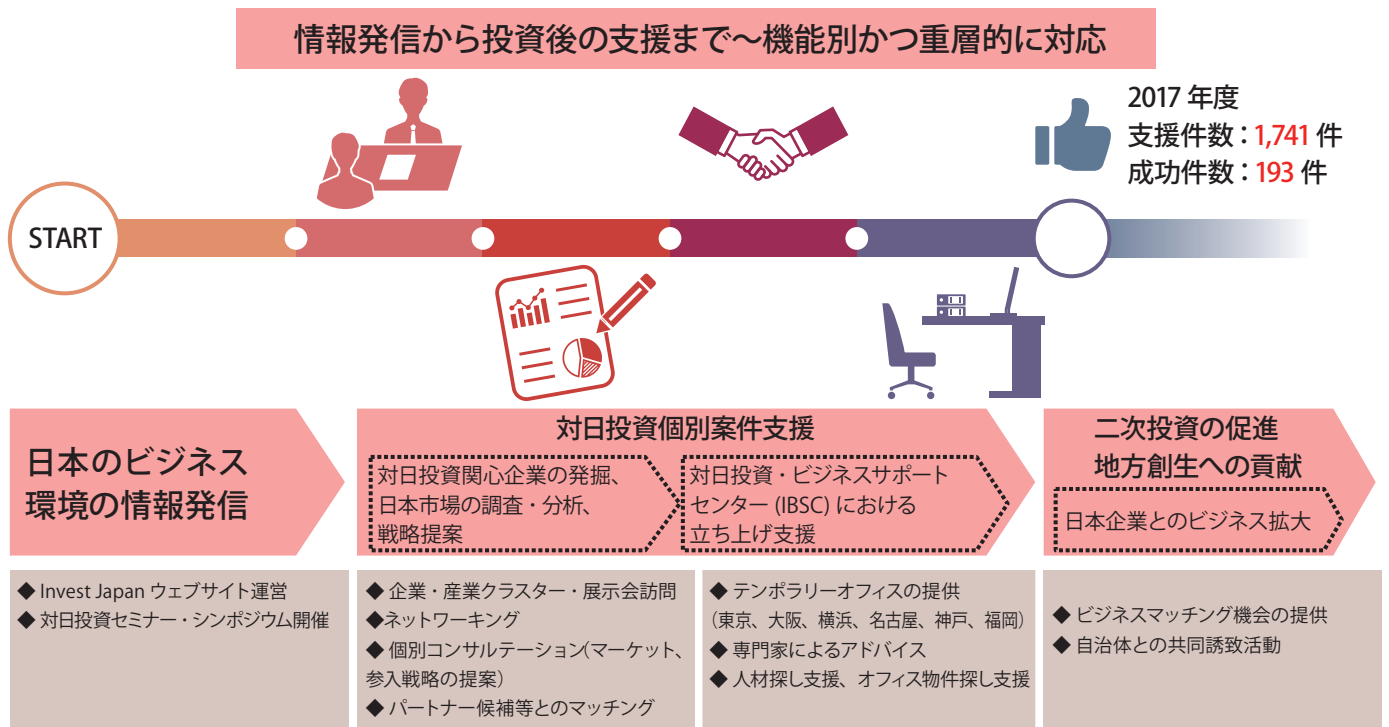 情報発信から投資後の支援まで～機能別かつ重層的に対応
2017 年度
支援件数：1,741 件
成功件数：193 件
START
日本のビジネス
環境の情報発信
対日投資個別案件支援
対日投資関心企業の発掘、
日本市場の調査・分析、
戦略提案
対日投資・ビジネスサポート
センター (IBSC) における
立ち上げ支援
二次投資の促進
地方創生への貢献
日本企業とのビジネス拡大
◆ Invest Japan ウェブサイト運営
◆ 対日投資セミナー・シンポジウム開催
◆ 企業・産業クラスター・展示会訪問
◆ネットワーキング
◆ 個別コンサルテーション(マーケット、
参入戦略の提案)
◆ パートナー候補等とのマッチング
◆ テンポラリーオフィスの提供
(東京、大阪、横浜、名古屋、神戸、福岡)
◆ 専門家によるアドバイス
◆ 人材探し支援、オフィス物件探し支援
◆ ビジネスマッチング機会の提供
◆ 自治体との共同誘致活動